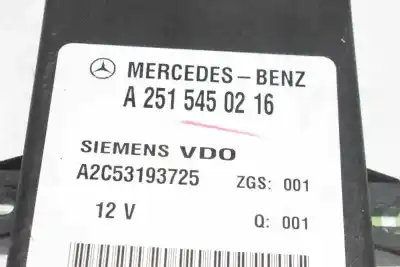 MERCEDES-BENZ
A 251 545 02 16
SIEMENS VDO
A2C53193725 ZGS: 001
12 V Q: 001